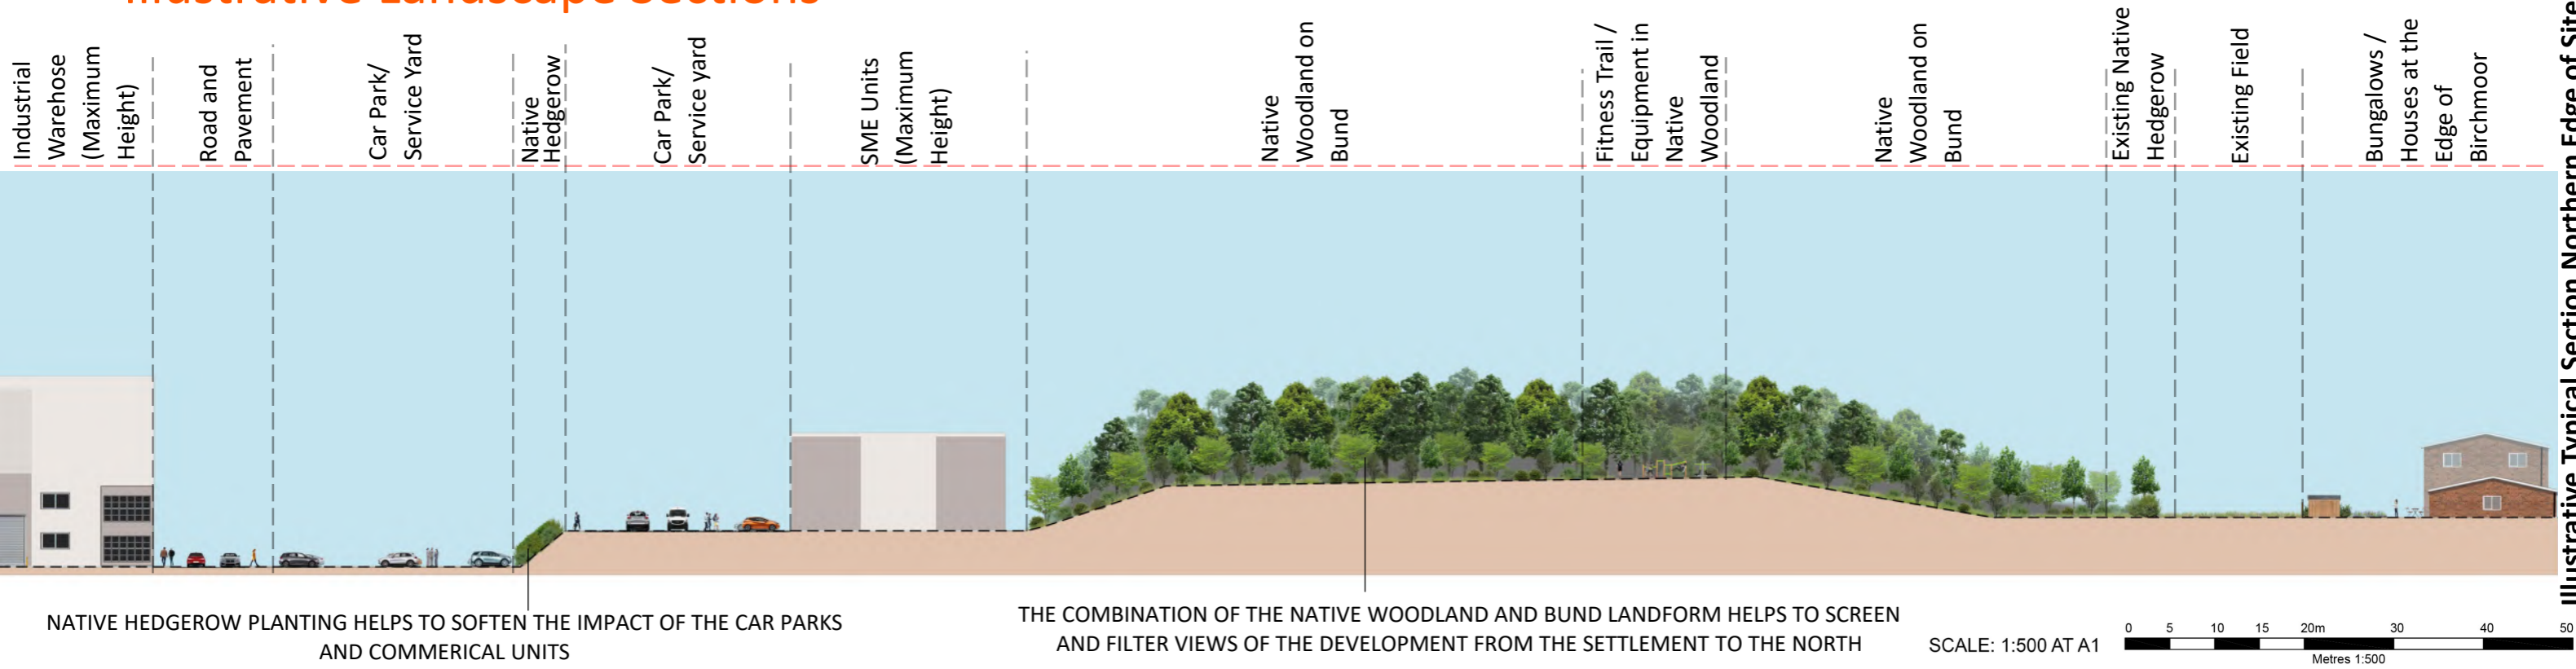 Illustrative Landscape Sections
Industrial
Warehose
(Maximum
Height)
Road and
Pavement
Car Park/
Service Yard
Native
Hedgerow
Car Park/
Service yard
SME Units
(Maximum
Height)
Native
Woodland on
Bund
Fitness Trail /
Equipment in
Native
Woodland
Native
Woodland on
Bund
Existing Native
Hedgerow
Existing Field
Bungalows /
Houses at the
Edge of
Birchmoor
Illustrative Typical Section Northern Edge of Site
NATIVE HEDGEROW PLANTING HELPS TO SOFTEN THE IMPACT OF THE CAR PARKS
AND COMMERICAL UNITS
THE COMBINATION OF THE NATIVE WOODLAND AND BUND LANDFORM HELPS TO SCREEN
AND FILTER VIEWS OF THE DEVELOPMENT FROM THE SETTLEMENT TO THE NORTH
SCALE: 1:500 AT A1
0 5 10 15 20m 30 40 50
Metres 1:500